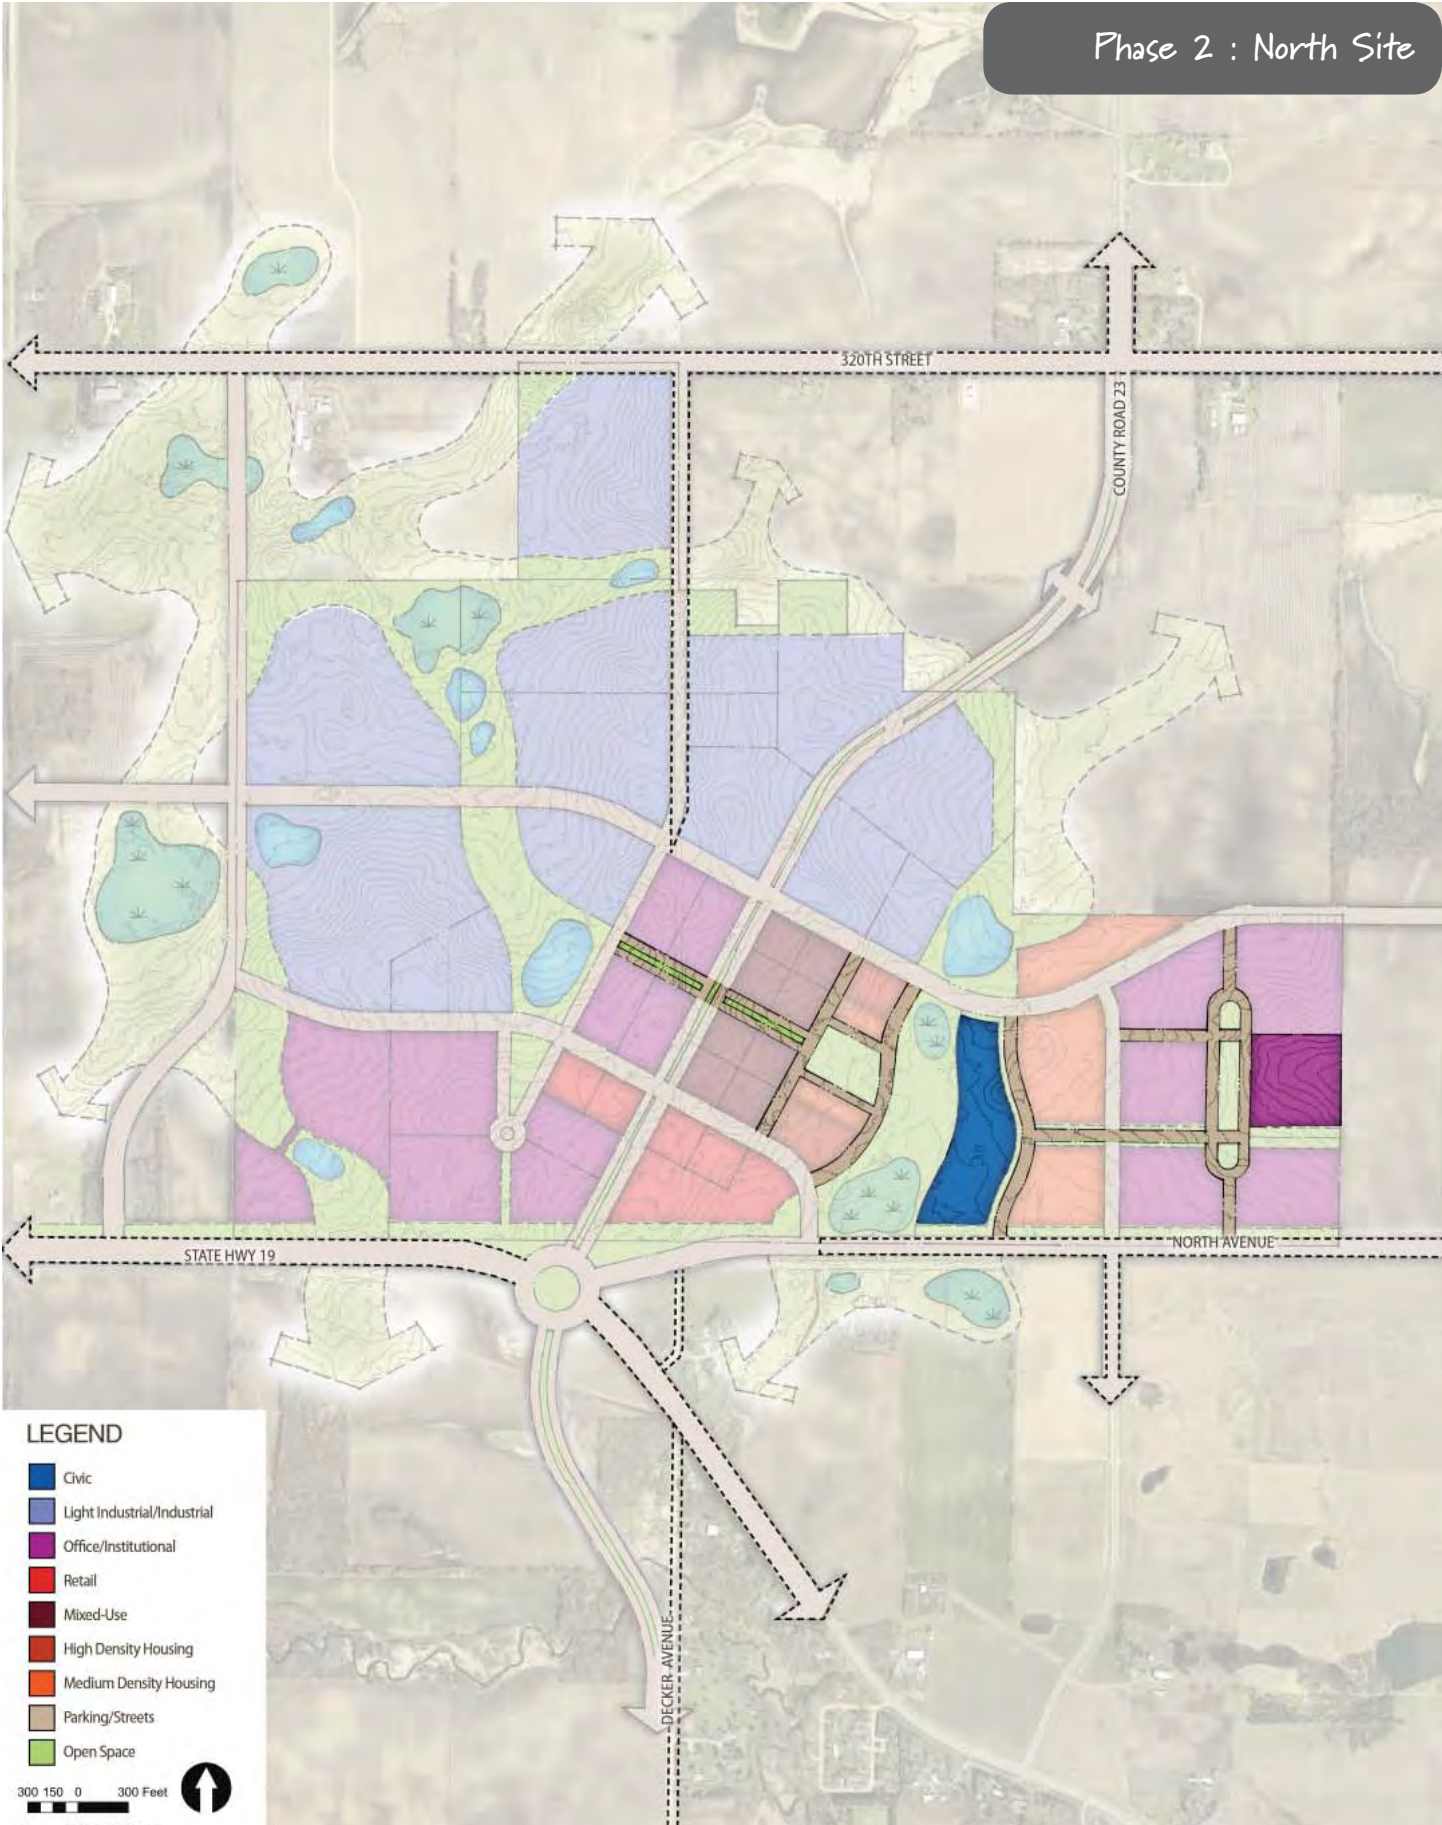 Phase 2 : North Site
320TH STREET
COUNTY ROAD 23
STATE HWY 19
NORTH AVENUE
DECKER AVENUE
LEGEND
Civic
Light Industrial/Industrial
Office/Institutional
Retail
Mixed-Use
High Density Housing
Medium Density Housing
Parking/Streets
Open Space
300 150 0 300 Feet